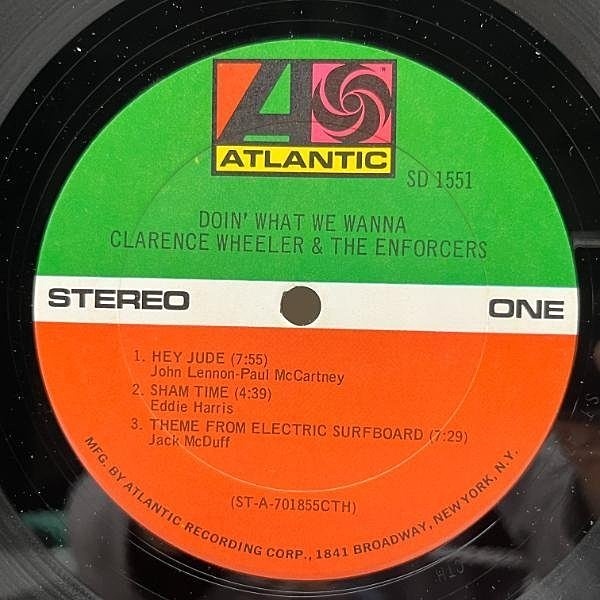 ATLANTIC
SD 1551
DOIN' WHAT WE WANNA
CLARENCE WHEELER & THE ENFORCERS
STEREO
ONE
1. HEY JUDE (7:55)
John Lennon-Paul McCartney
2. SHAM TIME (4:39)
Eddie Harris
3. THEME FROM ELECTRIC SURFBOARD (7:29)
Jack McDuff
(ST-A-701855CTH)
MFG. BY ATLANTIC RECORDING CORP., 1841 BROADWAY, NEW YORK, N.Y.